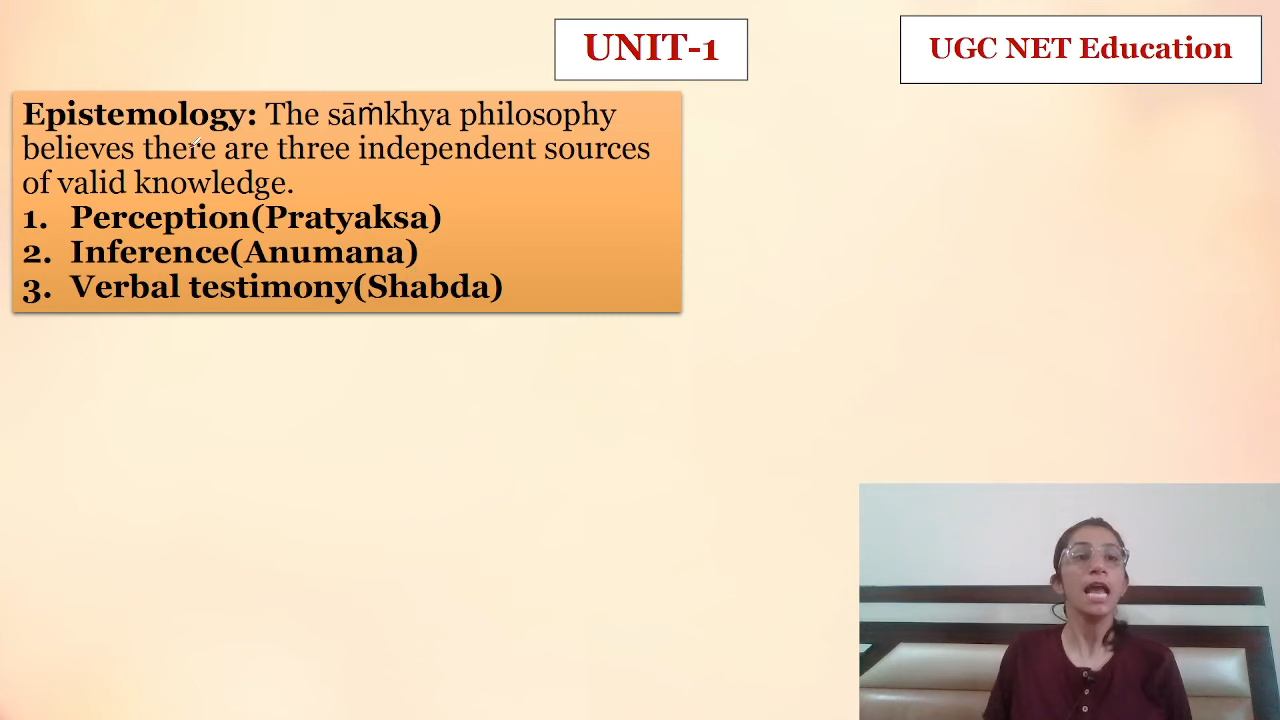 UNIT-1
UGC NET Education
Epistemology: The sāṁkhya philosophy
believes there are three independent sources
of valid knowledge.
1. Perception(Pratyaksa)
2. Inference(Anumana)
3. Verbal testimony(Shabda)